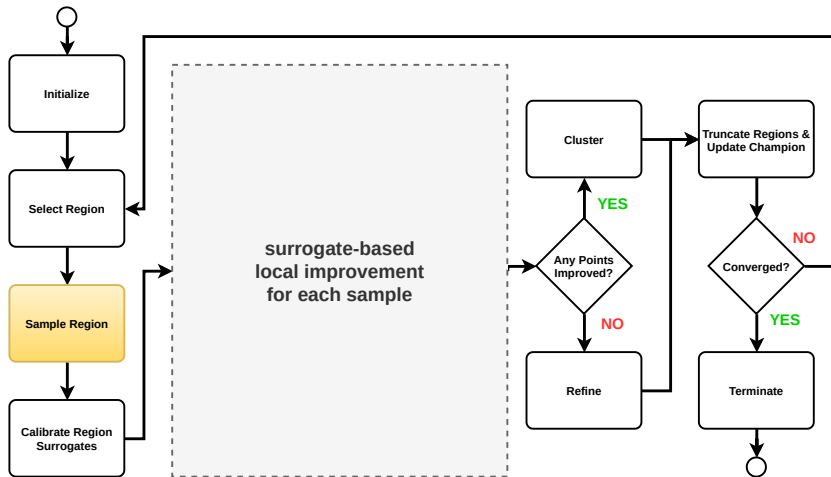 Initialize
Select Region
Sample Region
Calibrate Region
Surrogates
surrogate-based
local improvement
for each sample
Cluster
YES
Any Points
Improved?
NO
Refine
Truncate Regions &
Update Champion
NO
Converged?
YES
Terminate